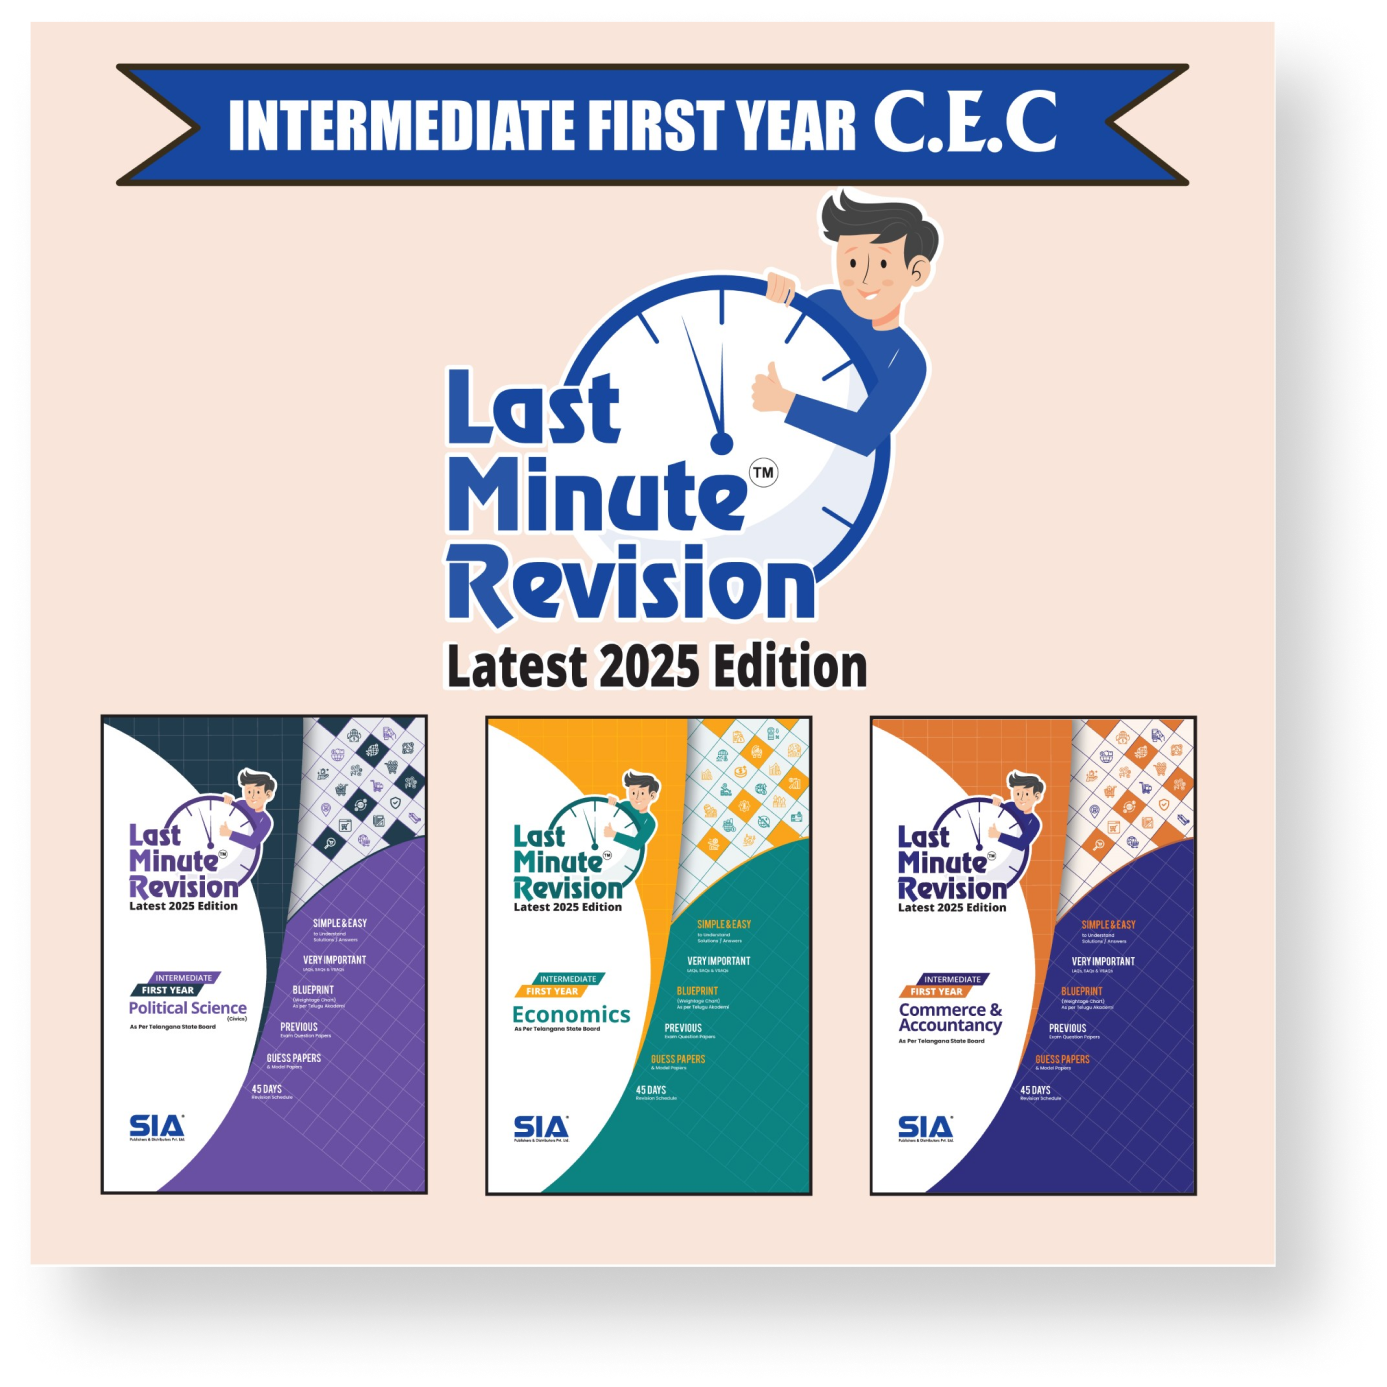 INTERMEDIATE FIRST YEAR C.E.C
Last
Minute TM
Revision
Latest 2025 Edition
Last
Minute TM
Revision
Latest 2025 Edition
SIMPLE & EASY
to Understand
Solutions / Answers
VERY IMPORTANT
LAQs, SAQs & VSAQs
BLUEPRINT
(Weightage Chart)
As per Telugu Akademi
PREVIOUS
Exam Question Papers
GUESS PAPERS
& Model Papers
45 DAYS
Revision Schedule
INTERMEDIATE
FIRST YEAR
Political Science
(Civics)
As Per Telangana State Board
SIA
Publishers & Distributors Pvt. Ltd.
Last
Minute TM
Revision
Latest 2025 Edition
SIMPLE & EASY
to Understand
Solutions / Answers
VERY IMPORTANT
LAQs, SAQs & VSAQs
BLUEPRINT
(Weightage Chart)
As per Telugu Akademi
PREVIOUS
Exam Question Papers
GUESS PAPERS
& Model Papers
45 DAYS
Revision Schedule
INTERMEDIATE
FIRST YEAR
Economics
As Per Telangana State Board
SIA
Publishers & Distributors Pvt. Ltd.
Last
Minute TM
Revision
Latest 2025 Edition
SIMPLE & EASY
to Understand
Solutions / Answers
VERY IMPORTANT
LAQs, SAQs & VSAQs
BLUEPRINT
(Weightage Chart)
As per Telugu Akademi
PREVIOUS
Exam Question Papers
GUESS PAPERS
& Model Papers
45 DAYS
Revision Schedule
INTERMEDIATE
FIRST YEAR
Commerce &
Accountancy
As Per Telangana State Board
SIA
Publishers & Distributors Pvt. Ltd.